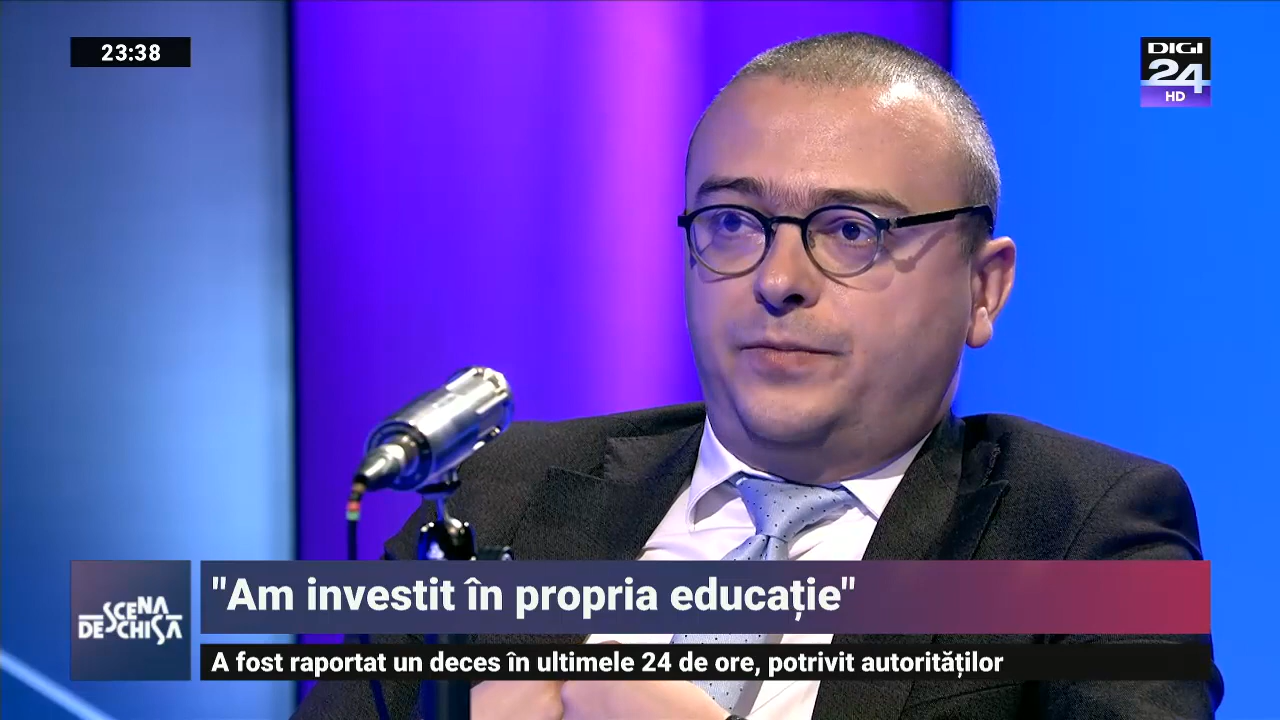 23:38
DIGI
24
HD
"Am investit în propria educație"
SCENA
DESCHISĂ
A fost raportat un deces în ultimele 24 de ore, potrivit autorităților